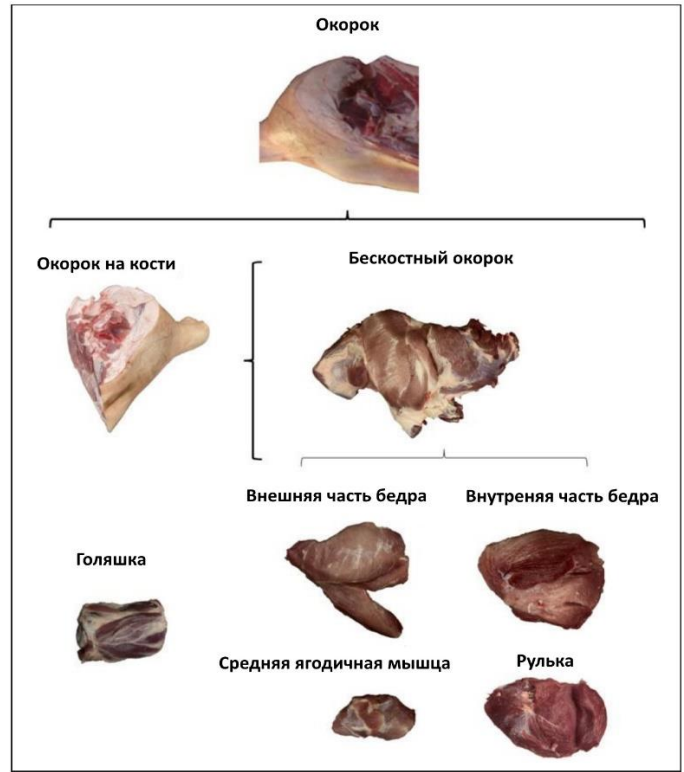 Окорок
Окорок на кости
Бескостный окорок
Внешняя часть бедра
Внутреняя часть бедра
Голяшка
Средняя ягодичная мышца
Рулька